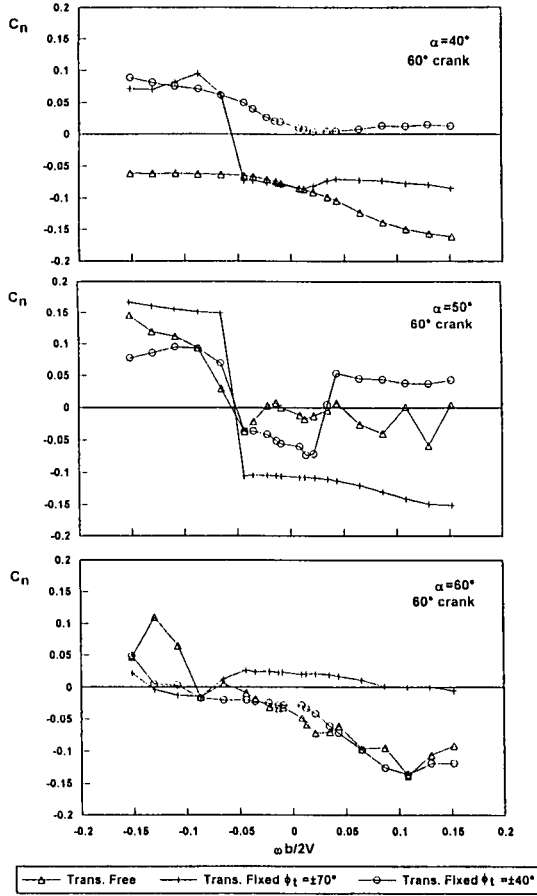 Cn
0.2
0.15
0.1
0.05
0
-0.05
-0.1
-0.15
-0.2
α=40°
60° crank
Cn
0.2
0.15
0.1
0.05
0
-0.05
-0.1
-0.15
-0.2
α=50°
60° crank
Cn
0.2
0.15
0.1
0.05
0
-0.05
-0.1
-0.15
-0.2
α=60°
60° crank
-0.2 -0.15 -0.1 -0.05 0 0.05 0.1 0.15 0.2
ωb/2V
Trans. Free Trans. Fixed ϕt =±70° Trans. Fixed ϕt =±40°